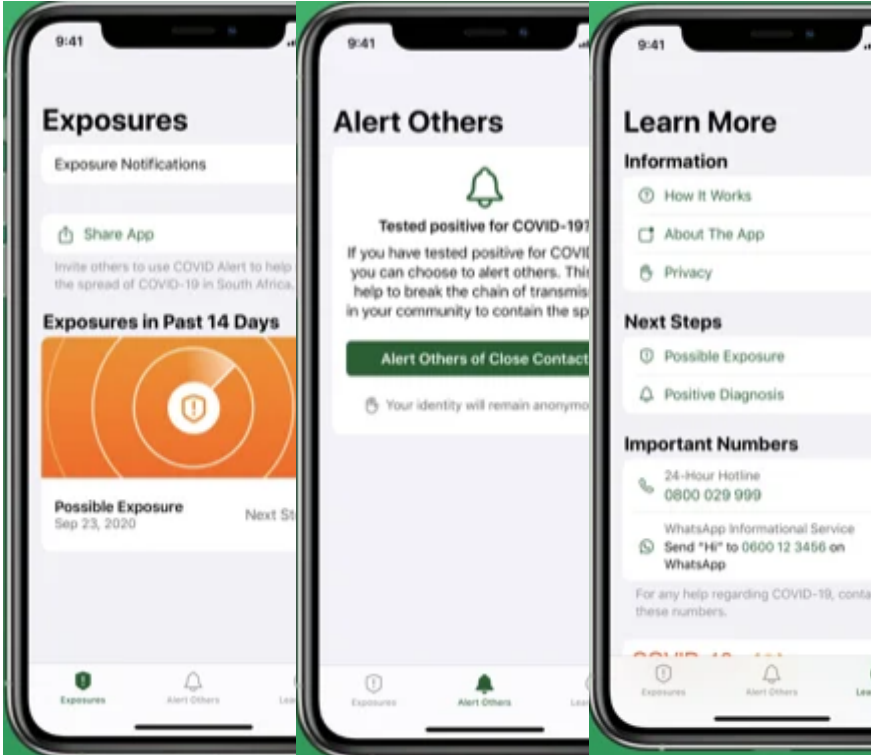 9:41
Exposures
Exposure Notifications
Share App
Invite others to use COVID Alert to help
the spread of COVID-19 in South Africa.
Exposures in Past 14 Days
Possible Exposure
Sep 23, 2020
Next
Exposures
Alert Others
9:41
Alert Others
Tested positive for COVID-19?
If you have tested positive for
you can choose to alert others.
help to break the chain of
in your community to contain the
Alert Others of Close Contact
Your identity will remain
Exposures
Alert Others
9:41
Learn More
Information
How It Works
About The App
Privacy
Next Steps
Possible Exposure
Positive Diagnosis
Important Numbers
24-Hour Hotline
0800 029 999
WhatsApp Informational Service
Send "Hi" to 0600 12 3456 on
WhatsApp
For any help regarding COVID-19,
these numbers.
Exposures
Alert Others